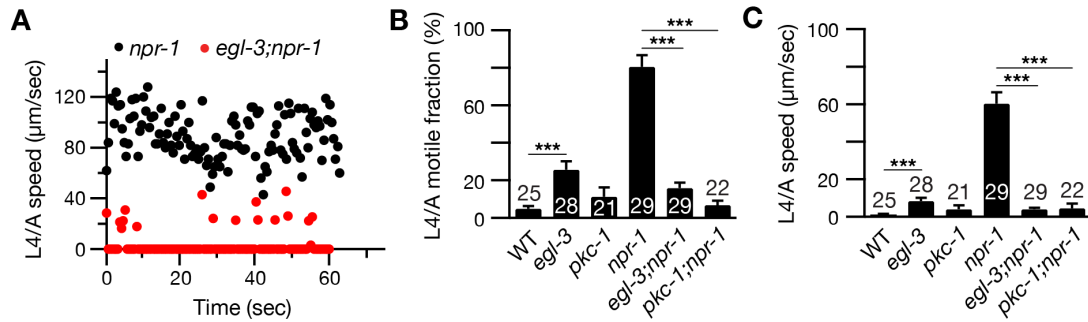 A
npr-1
egl-3;npr-1
L4/A speed (μm/sec)
120
80
40
0
0
20
40
60
Time (sec)
B
L4/A motile fraction (%)
100
60
20
0
***
***
***
25
28
21
29
29
22
WT
egl-3
pkc-1
npr-1
egl-3;npr-1
pkc-1;npr-1
C
L4/A speed (μm/sec)
100
60
20
0
***
***
***
25
28
21
29
29
22
WT
egl-3
pkc-1
npr-1
egl-3;npr-1
pkc-1;npr-1